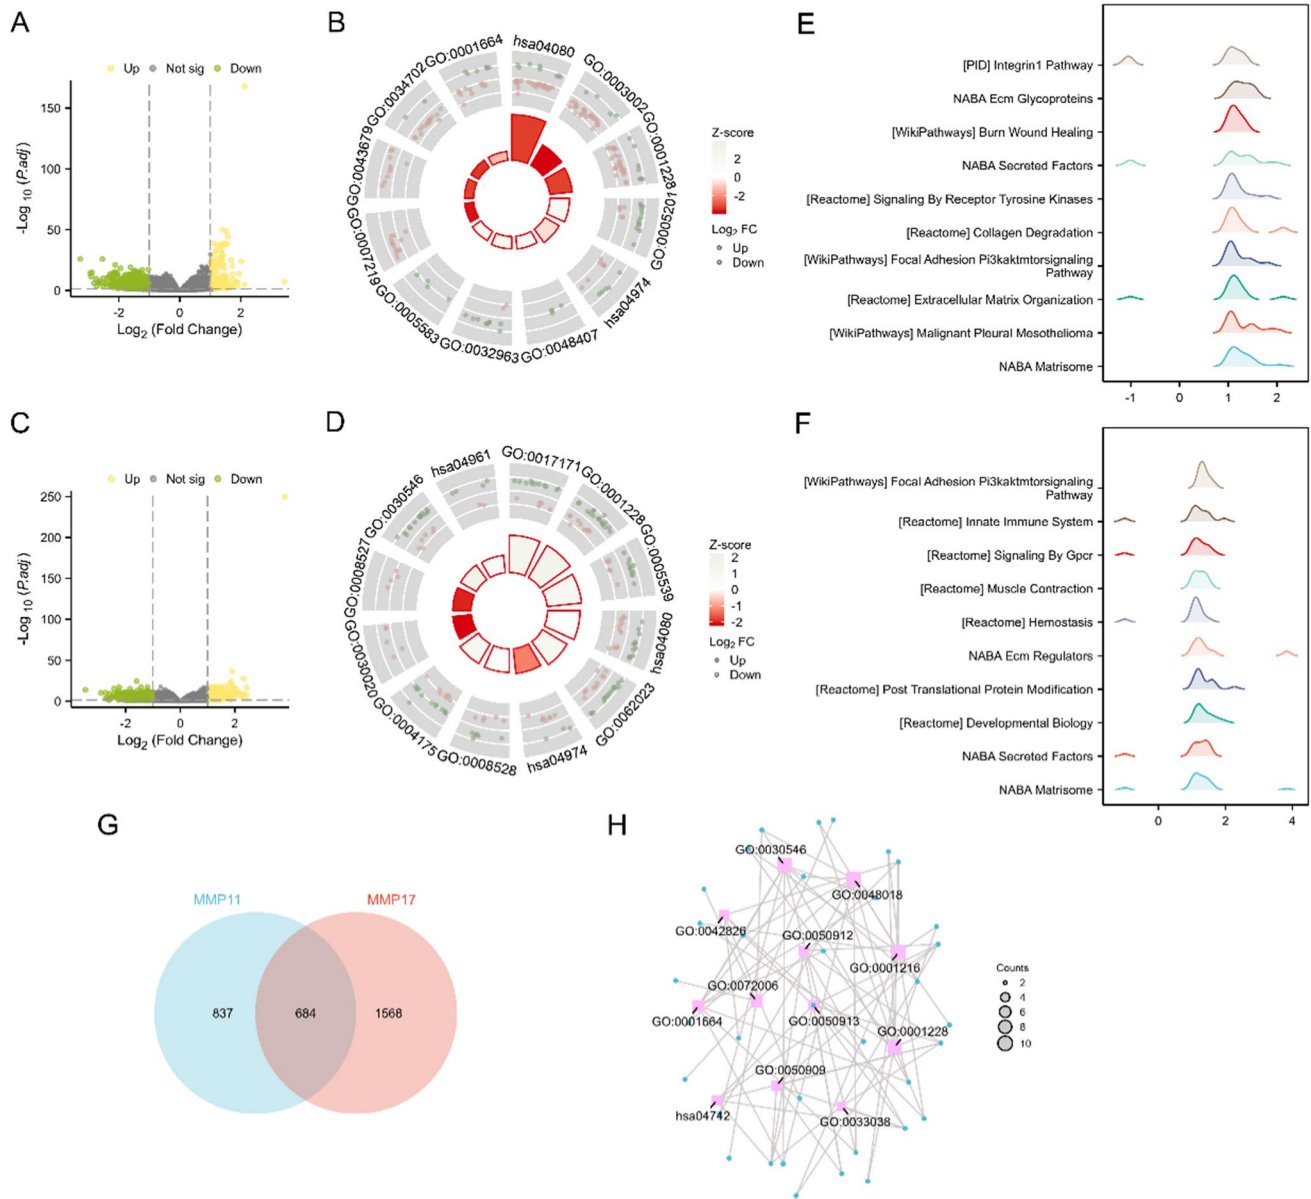 A
Up Not sig Down
-Log10 (P.adj)
150
100
50
0
-2 0 2
Log2 (Fold Change)
B
GO:0001664
hsa04080
GO:0003002
GO:0001228
GO:0005201
hsa04974
GO:0048407
GO:0032963
GO:0005583
GO:0007219
GO:0043679
GO:0034702
Z-score
2
0
-2
Log2 FC
Up
Down
E
[PID] Integrin1 Pathway
NABA Ecm Glycoproteins
[WikiPathways] Burn Wound Healing
NABA Secreted Factors
[Reactome] Signaling By Receptor Tyrosine Kinases
[Reactome] Collagen Degradation
[WikiPathways] Focal Adhesion Pi3kaktmtorsignaling
Pathway
[Reactome] Extracellular Matrix Organization
[WikiPathways] Malignant Pleural Mesothelioma
NABA Matrisome
-1 0 1 2
C
Up Not sig Down
-Log10 (P.adj)
250
200
150
100
50
0
-2 0 2
Log2 (Fold Change)
D
hsa04961
GO:0017171
GO:0001228
GO:0005539
hsa04080
GO:0062023
hsa04974
GO:0008528
GO:0004175
GO:0030020
GO:0008527
GO:0030546
Z-score
2
1
0
-1
-2
Log2 FC
Up
Down
F
[WikiPathways] Focal Adhesion Pi3kaktmtorsignaling
Pathway
[Reactome] Innate Immune System
[Reactome] Signaling By Gpcr
[Reactome] Muscle Contraction
[Reactome] Hemostasis
NABA Ecm Regulators
[Reactome] Post Translational Protein Modification
[Reactome] Developmental Biology
NABA Secreted Factors
NABA Matrisome
0 2 4
G
MMP11 MMP17
837 684 1568
H
GO:0030546
GO:0048018
GO:0042826
GO:0050912
GO:0001216
GO:0072006
GO:0001664
GO:0050913
GO:0001228
GO:0050909
hsa04742
GO:0033038
Counts
2
4
6
8
10